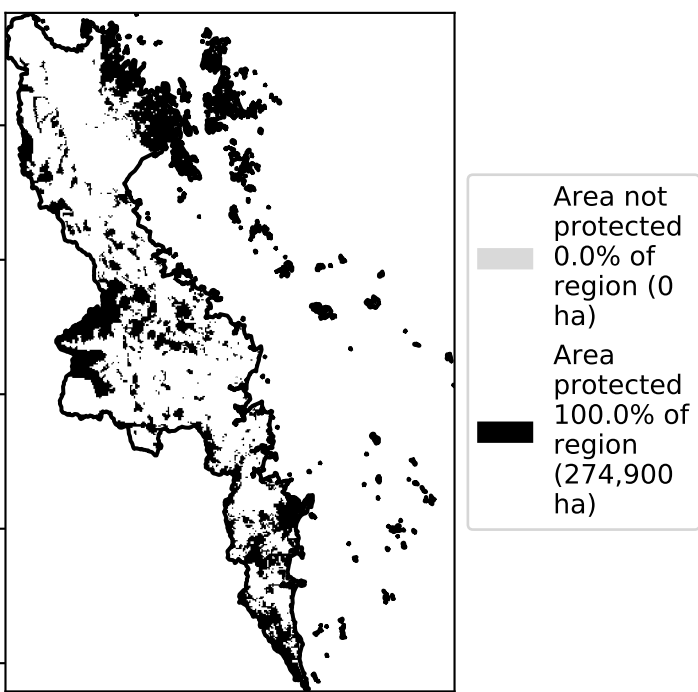 Area not
protected
0.0% of
region (0
ha)
Area
protected
100.0% of
region
(274,900
ha)